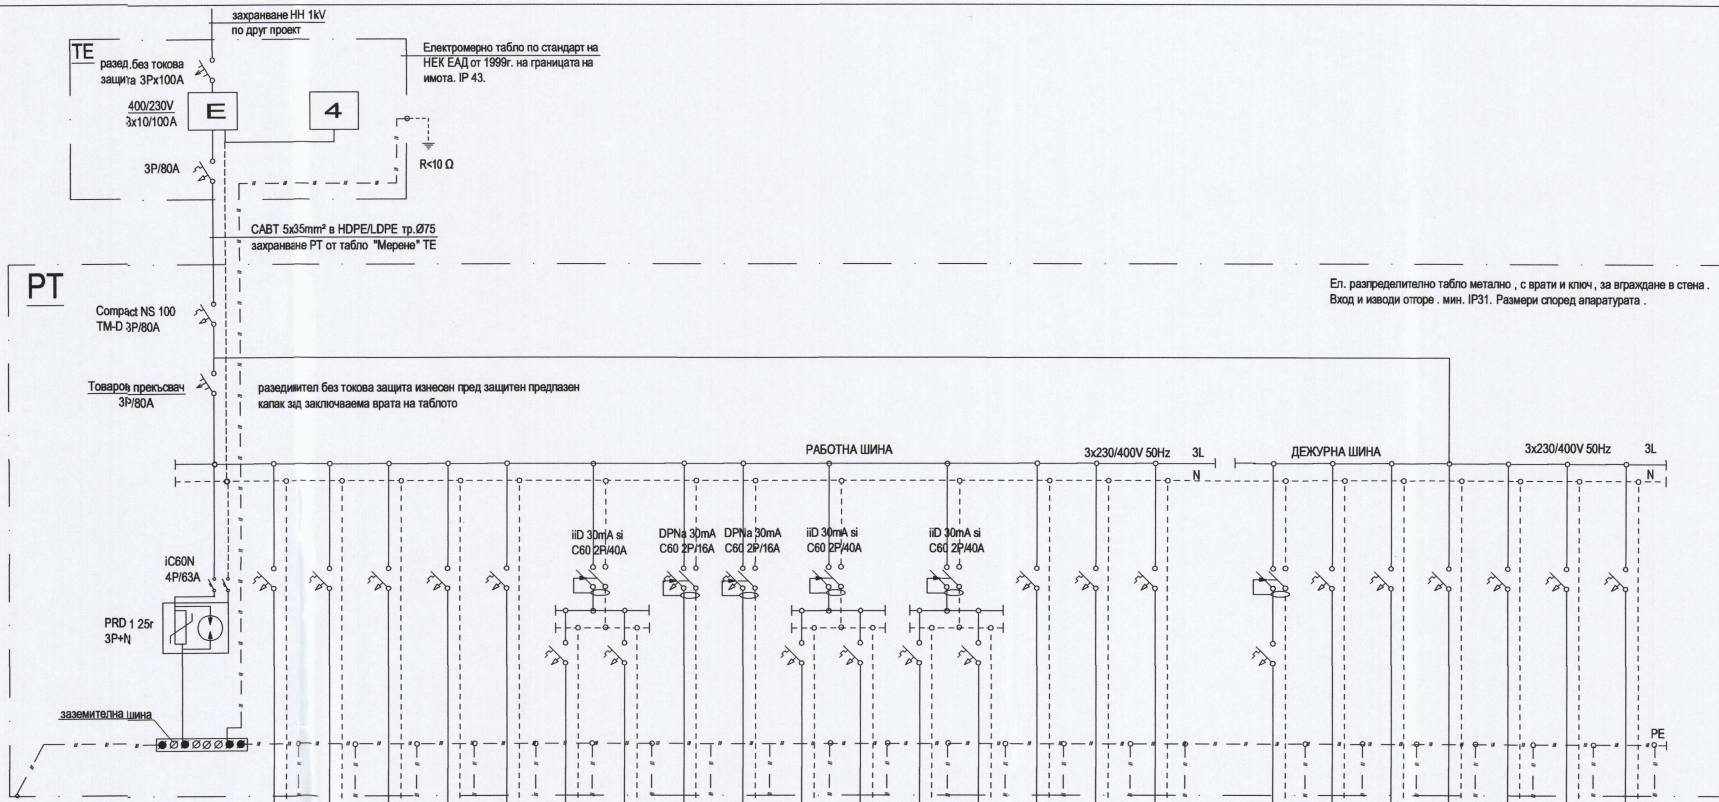 захранване НН 1kV
по друг проект
TE
разед.без токова
защита 3Рх100А
Електромерно табло по стандарт на
НЕК ЕАД от 1999г. на границата на
имота. IP 43.
400/230V
3x10/100A
E
4
3P/80A
R<10 Ω
САВТ 5x35mm² в HDPE/LDPE тр.Ø75
захранване РТ от табло "Мерене" ТЕ
PT
Ел. разпределително табло метално , с врати и ключ , за вграждане в стена .
Вход и изводи отгоре . мин. IP31. Размери според апаратурата .
Compact NS 100
TM-D 3P/80A
Товаров прекъсвач
3P/80A
разединител без токова защита изнесен пред защитен предпазен
капак зад заключваема врата на таблото
РАБОТНА ШИНА
3x230/400V 50Hz
3L
N
ДЕЖУРНА ШИНА
3x230/400V 50Hz
3L
N
iiD 30mA si
C60 2P/40A
DPNa 30mA
C60 2P/16A
DPNa 30mA
C60 2P/16A
iiD 30mA si
C60 2P/40A
iiD 30mA si
C60 2P/40A
iC60N
4P/63A
PRD 1 25r
3P+N
заземителна шина
PE